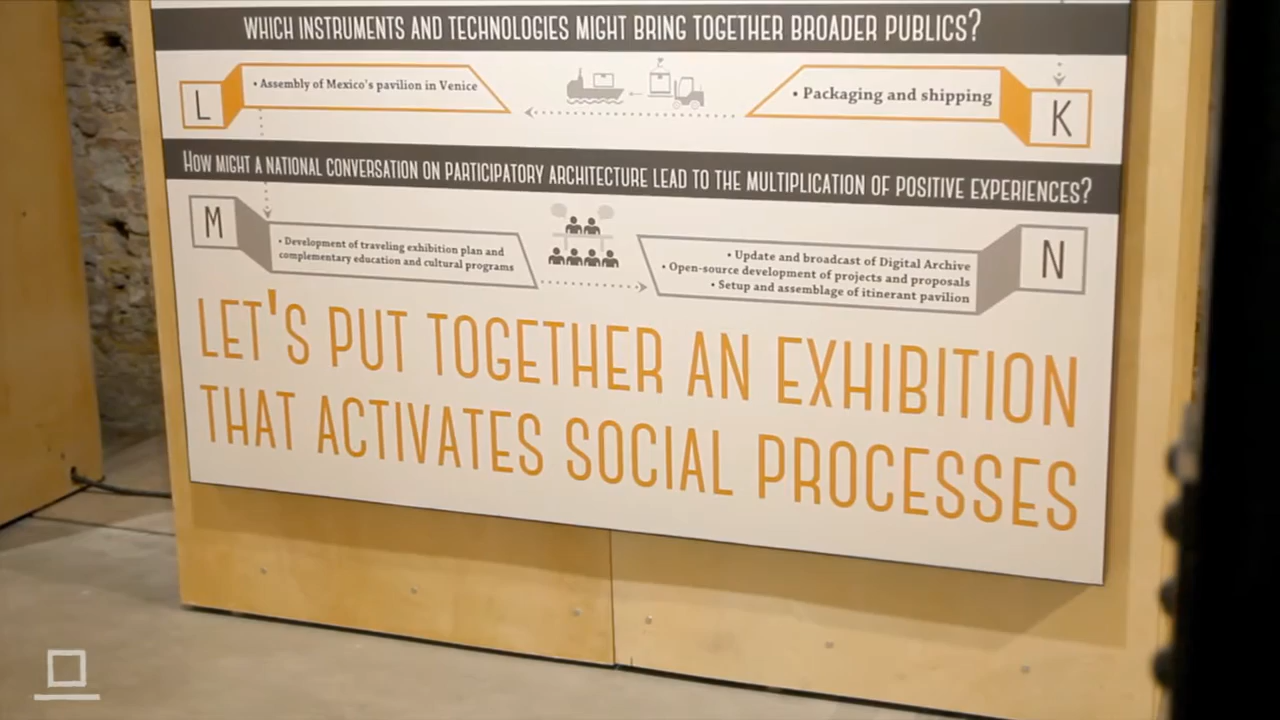 WHICH INSTRUMENTS AND TECHNOLOGIES MIGHT BRING TOGETHER BROADER PUBLICS?
L
• Assembly of Mexico's pavilion in Venice
• Packaging and shipping
K
HOW MIGHT A NATIONAL CONVERSATION ON PARTICIPATORY ARCHITECTURE LEAD TO THE MULTIPLICATION OF POSITIVE EXPERIENCES?
M
• Development of traveling exhibition plan and
complementary education and cultural programs
• Update and broadcast of Digital Archive
• Open-source development of projects and proposals
• Setup and assemblage of itinerant pavilion
N
LET'S PUT TOGETHER AN EXHIBITION
THAT ACTIVATES SOCIAL PROCESSES